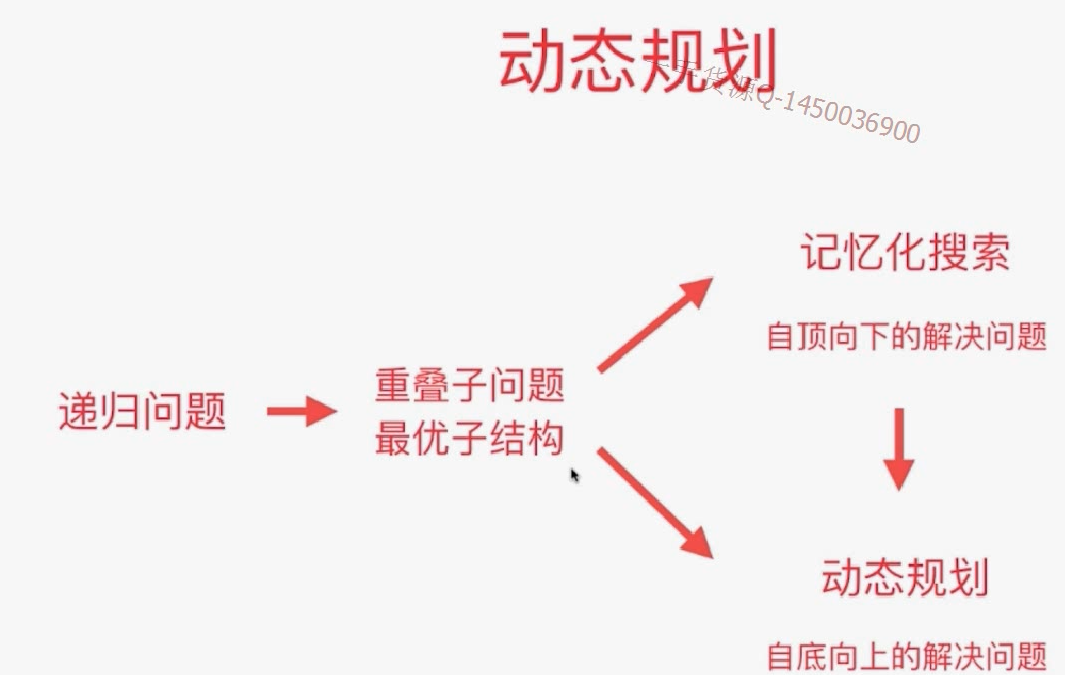 动态规划
货源Q-1450036900
记忆化搜索
自顶向下的解决问题
递归问题
重叠子问题
最优子结构
动态规划
自底向上的解决问题